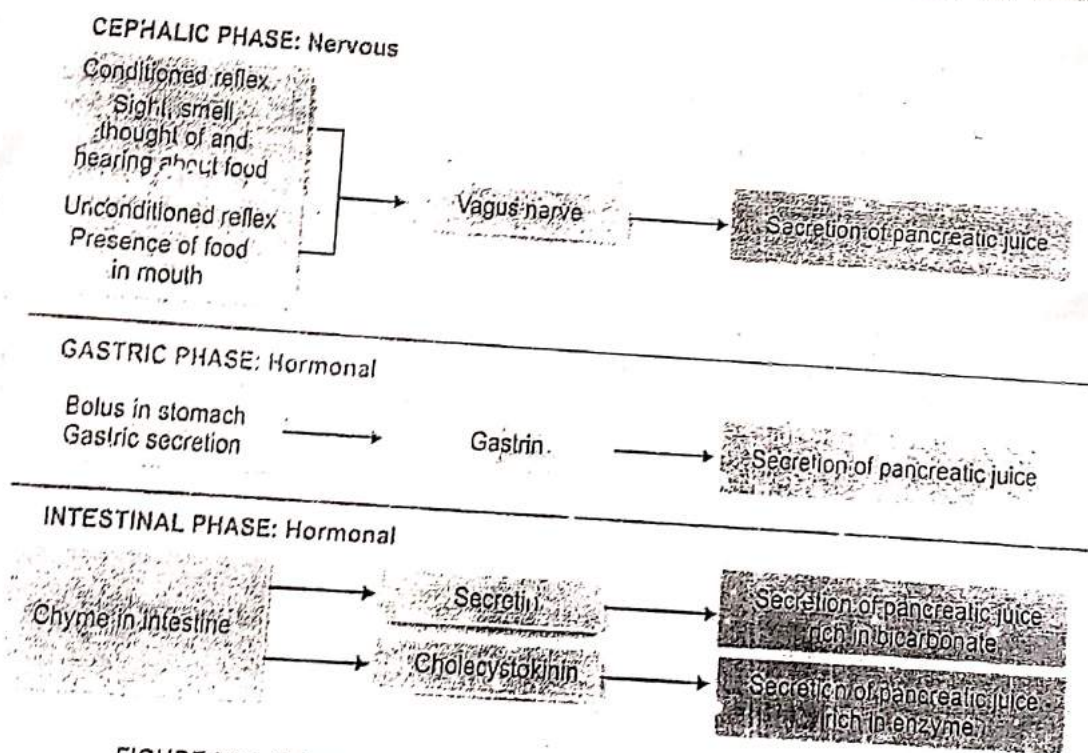 CEPHALIC PHASE: Nervous
Conditioned reflex
Sight, smell,
thought of and
hearing about food
Unconditioned reflex
Presence of food
in mouth
Vagus narve
Sacretion of pancreatic juice
GASTRIC PHASE: Hormonal
Bolus in stomach
Gastric secretion
Gastrin
Secretion of pancreatic juice
INTESTINAL PHASE: Hormonal
Chyme in intestine
Secretin
Cholecystokinin
Secretion of pancreatic juice
rich in bicarbonate
Secretion of pancreatic juice
rich in enzyme